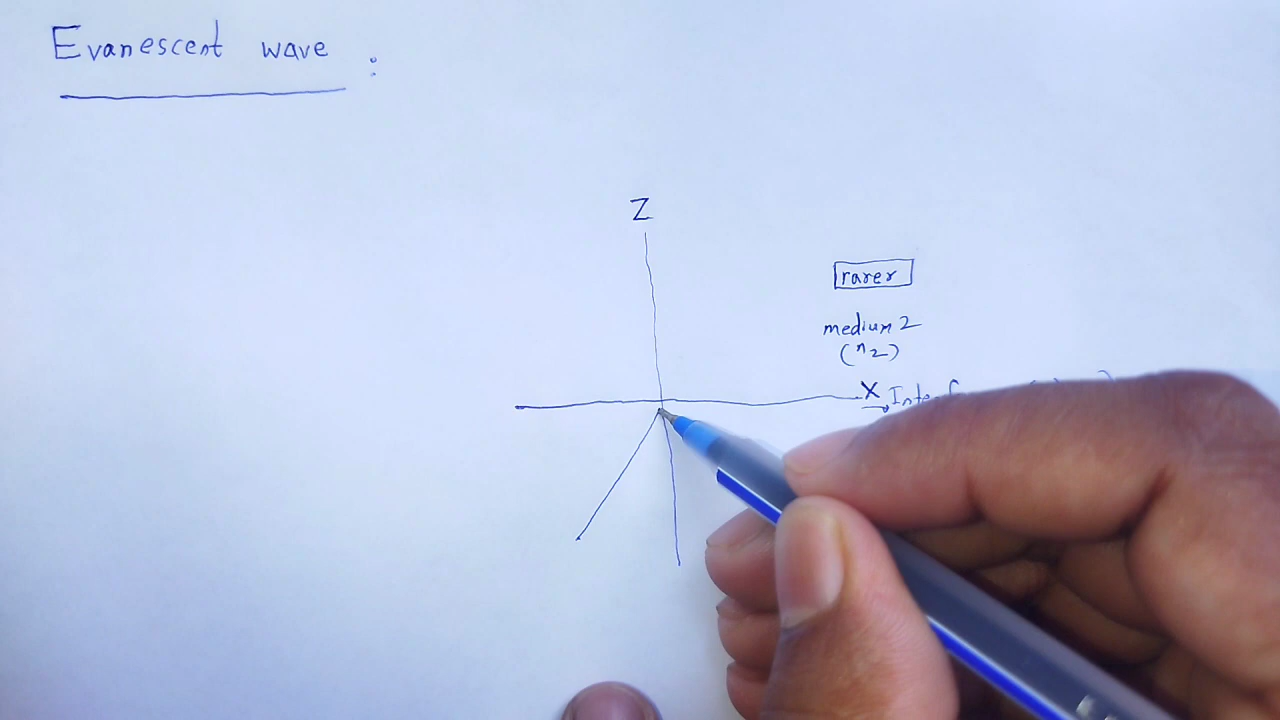 Evanescent wave :
Z
rarer
medium 2
(n2)
X